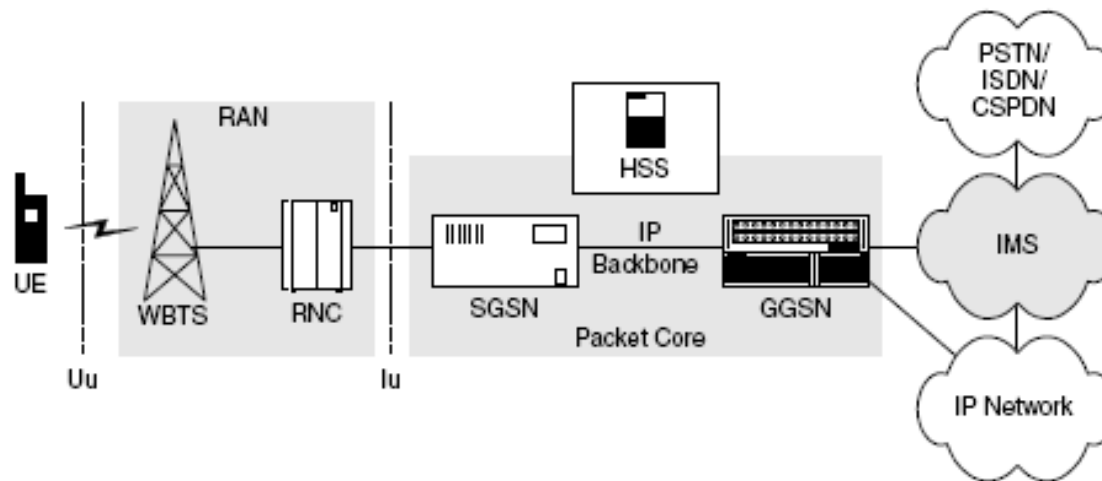 PSTN/
ISDN/
CSPDN
RAN
HSS
UE
WBTS
RNC
SGSN
IP
Backbone
GGSN
IMS
Packet Core
Uu
Iu
IP Network